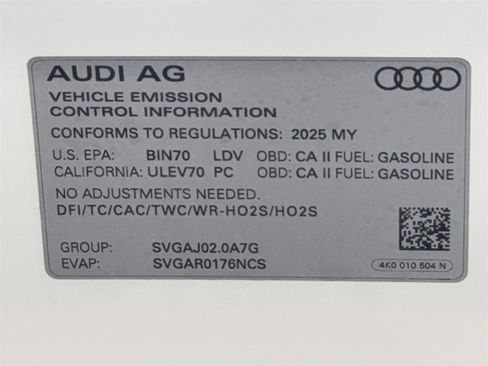 AUDI AG
VEHICLE EMISSION
CONTROL INFORMATION
CONFORMS TO REGULATIONS: 2025 MY
U.S. EPA: BIN70 LDV OBD: CA II FUEL: GASOLINE
CALIFORNIA: ULEV70 PC OBD: CA II FUEL: GASOLINE
NO ADJUSTMENTS NEEDED.
DFI/TC/CAC/TWC/WR-HO2S/HO2S
GROUP: SVGAJ02.0A7G
EVAP: SVGAR0176NCS
4K0 010 504 N